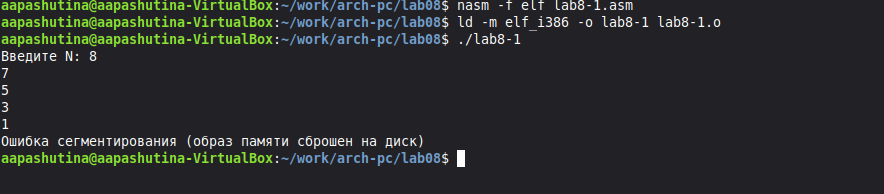 aapashutina@aapashutina-VirtualBox:~/work/arch-pc/lab08$ nasm -f elf lab8-1.asm
aapashutina@aapashutina-VirtualBox:~/work/arch-pc/lab08$ ld -m elf_i386 -o lab8-1 lab8-1.o
aapashutina@aapashutina-VirtualBox:~/work/arch-pc/lab08$ ./lab8-1
Введите N: 8
7
5
3
1
Ошибка сегментирования (образ памяти сброшен на диск)
aapashutina@aapashutina-VirtualBox:~/work/arch-pc/lab08$